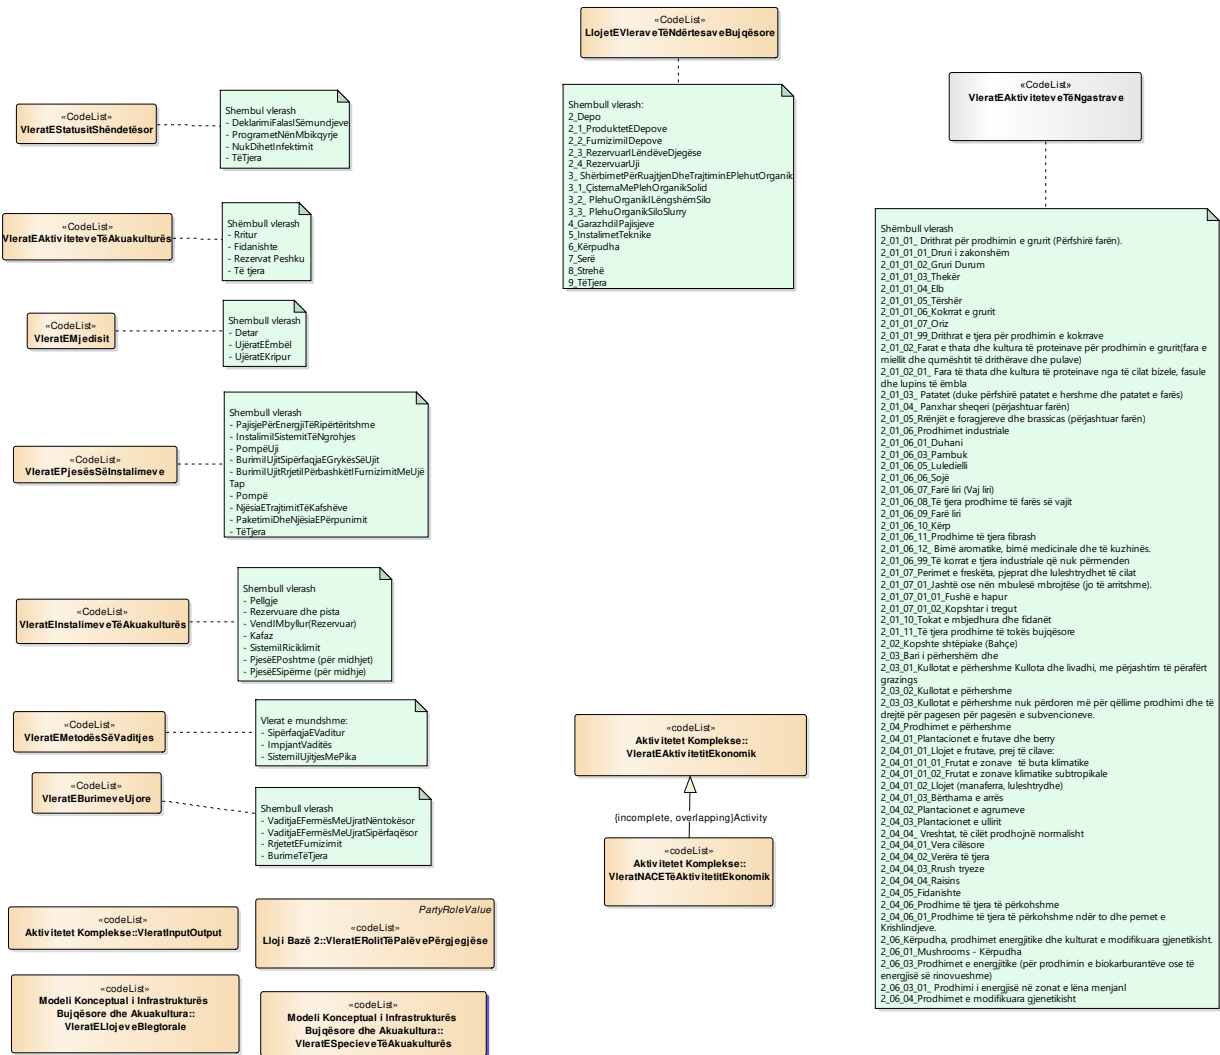 «CodeList»
VleratEStatusitShëndetësor
Shembul vlerash
- DeklarimiFalasISëmundjeve
- ProgrametNënMbikqyrje
- NukDihetInfektimit
- TëTjera
«CodeList»
VleratEAktiviteteveTëAkuakulturës
Shëmbull vlerash
- Rritur
- Fidanishte
- Rezervat Peshku
- Të tjera
«CodeList»
VleratEMjedisit
Shembull vlerash
- Detar
- UjëratEËmbël
- UjëratEKripur
«CodeList»
VleratEPjesësSëInstalimeve
Shembull vlerash
- PajisjePërEnergjiTëRipërtëritshme
- InstalimiISistemitTëNgrohjes
- PompëUji
- BurimiIUjitSipërfaqjaEGrykësSëUjit
- BurimiIUjitRrjetiIPërbashkëtIFurnizimitMeUjë
Tap
- Pompë
- NjësiaETrajtimitTëKafshëve
- PaketimiDheNjësiaEPërpunimit
- TëTjera
«CodeList»
VleratEInstalimeveTëAkuakulturës
Shembull vlerash
- Pellgje
- Rezervuare dhe pista
- VendIMbyllur(Rezervuar)
- Kafaz
- SistemiIRiciklimit
- PjesëEPoshtme (për midhjet)
- PjesëESipërme (për midhje)
«CodeList»
VleratEMetodësSëVaditjes
Vlerat e mundshme:
- SipërfaqjaEVaditur
- ImpjantVaditës
- SistemiIUjitjesMePika
«CodeList»
VleratEBurimeveUjore
Shembull vlerash
- VaditjaEFermësMeUjratNëntokësor
- VaditjaEFermësMeUjratSipërfaqësor
- RrjetetEFurnizimit
- BurimeTëTjera
«codeList»
Aktivitet Komplekse::VleratInputOutput
PartyRoleValue
«codeList»
Lloji Bazë 2::VleratERolitTëPalëvePërgjegjëse
«codeList»
Modeli Konceptual i Infrastrukturës
Bujqësore dhe Akuakultura::
VleratELlojeveBlegtorale
«codeList»
Modeli Konceptual i Infrastrukturës
Bujqësore dhe Akuakultura::
VleratESpecieveTëAkuakulturës
«CodeList»
LlojetEVleraveTëNdërtesaveBujqësore
Shembull vlerash:
2_Depo
2_1_ProduktetEDepove
2_2_FurnizimiIDepove
2_3_RezervuarILëndëveDjegëse
2_4_RezervuarUji
3_ ShërbimetPërRuajtjenDheTrajtiminEPlehutOrganik
3_1_ÇisternaMePlehOrganikSolid
3_2_ PlehuOrganikILëngshëmSilo
3_3_ PlehuOrganikSiloSlurry
4_GarazhdiIPajisjeve
5_InstalimetTeknike
6_Kërpudha
7_Serë
8_Strehë
9_TëTjera
«codeList»
Aktivitetet Komplekse::
VleratEAktivitetitEkonomik
{incomplete, overlapping}Activity
«codeList»
Aktivitetet Komplekse::
VleratNACETëAktivitetitEkonomik
«CodeList»
VleratEAktiviteteveTëNgastrave
Shëmbull vlerash
2_01_01_ Drithrat për prodhimin e grurit (Përfshirë farën).
2_01_01_01_Druri i zakonshëm
2_01_01_02_Gruri Durum
2_01_01_03_Thekër
2_01_01_04_Elb
2_01_01_05_Tërshër
2_01_01_06_Kokrrat e grurit
2_01_01_07_Oriz
2_01_01_99_Drithrat e tjera për prodhimin e kokrrave
2_01_02_Farat e thata dhe kultura të proteinave për prodhimin e grurit(fara e
miellit dhe qumështit të drithërave dhe pulave)
2_01_02_01_ Fara të thata dhe kultura të proteinave nga të cilat bizele, fasule
dhe lupins të ëmbla
2_01_03_ Patatet (duke përfshirë patatet e hershme dhe patatet e farës)
2_01_04_ Panxhar sheqeri (përjashtuar farën)
2_01_05_Rrënjët e foragjereve dhe brassicas (përjashtuar farën)
2_01_06_Prodhimet industriale
2_01_06_01_Duhani
2_01_06_03_Pambuk
2_01_06_05_Luledielli
2_01_06_06_Sojë
2_01_06_07_Farë liri (Vaj liri)
2_01_06_08_Të tjera prodhime të farës së vajit
2_01_06_09_Farë liri
2_01_06_10_Kërp
2_01_06_11_Prodhime të tjera fibrash
2_01_06_12_ Bimë aromatike, bimë medicinale dhe të kuzhinës.
2_01_06_99_Të korrat e tjera industriale që nuk përmenden
2_01_07_Perimet e freskëta, pjeprat dhe luleshtrydhet të cilat
2_01_07_01_Jashtë ose nën mbulesë mbrojtëse (jo të arritshme).
2_01_07_01_01_Fushë e hapur
2_01_07_01_02_Kopshtar i tregut
2_01_10_Tokat e mbjedhura dhe fidanët
2_01_11_Të tjera prodhime të tokës bujqësore
2_02_Kopshte shtëpiake (Bahçe)
2_03_Bari i përhershëm dhe
2_03_01_Kullotat e përhershme Kullota dhe livadhi, me përjashtim të përafërt
grazings
2_03_02_Kullotat e përhershme
2_03_03_Kullotat e përhershme nuk përdoren më për qëllime prodhimi dhe të
drejtë për pagesen për pagesën e subvencioneve.
2_04_Prodhimet e përhershme
2_04_01_Plantacionet e frutave dhe berry
2_04_01_01_Llojet e frutave, prej të cilave:
2_04_01_01_01_Frutat e zonave  të buta klimatike
2_04_01_01_02_Frutat e zonave klimatike subtropikale
2_04_01_02_Llojet (manaferra, luleshtrydhe)
2_04_01_03_Bërthama e arrës
2_04_02_Plantacionet e agrumeve
2_04_03_Plantacionet e ullirit
2_04_04_ Vreshtat, të cilët prodhojnë normalisht
2_04_04_01_Vera cilësore
2_04_04_02_Verëra të tjera
2_04_04_03_Rrush tryeze
2_04_04_04_Raisins
2_04_05_Fidanishte
2_04_06_Prodhime të tjera të përkohshme
2_04_06_01_Prodhime të tjera të përkohshme ndër to dhe pemet e
Krishlindjeve.
2_06_Kërpudha, prodhimet energjitike dhe kulturat e modifikuara gjenetikisht.
2_06_01_Mushrooms - Kërpudha
2_06_03_Prodhimet e energjitike (për prodhimin e biokarburantëve ose të
energjisë së rinovueshme)
2_06_03_01_ Prodhimi i energjisë në zonat e lëna menjanI
2_06_04_Prodhimet e modifikuara gjenetikisht